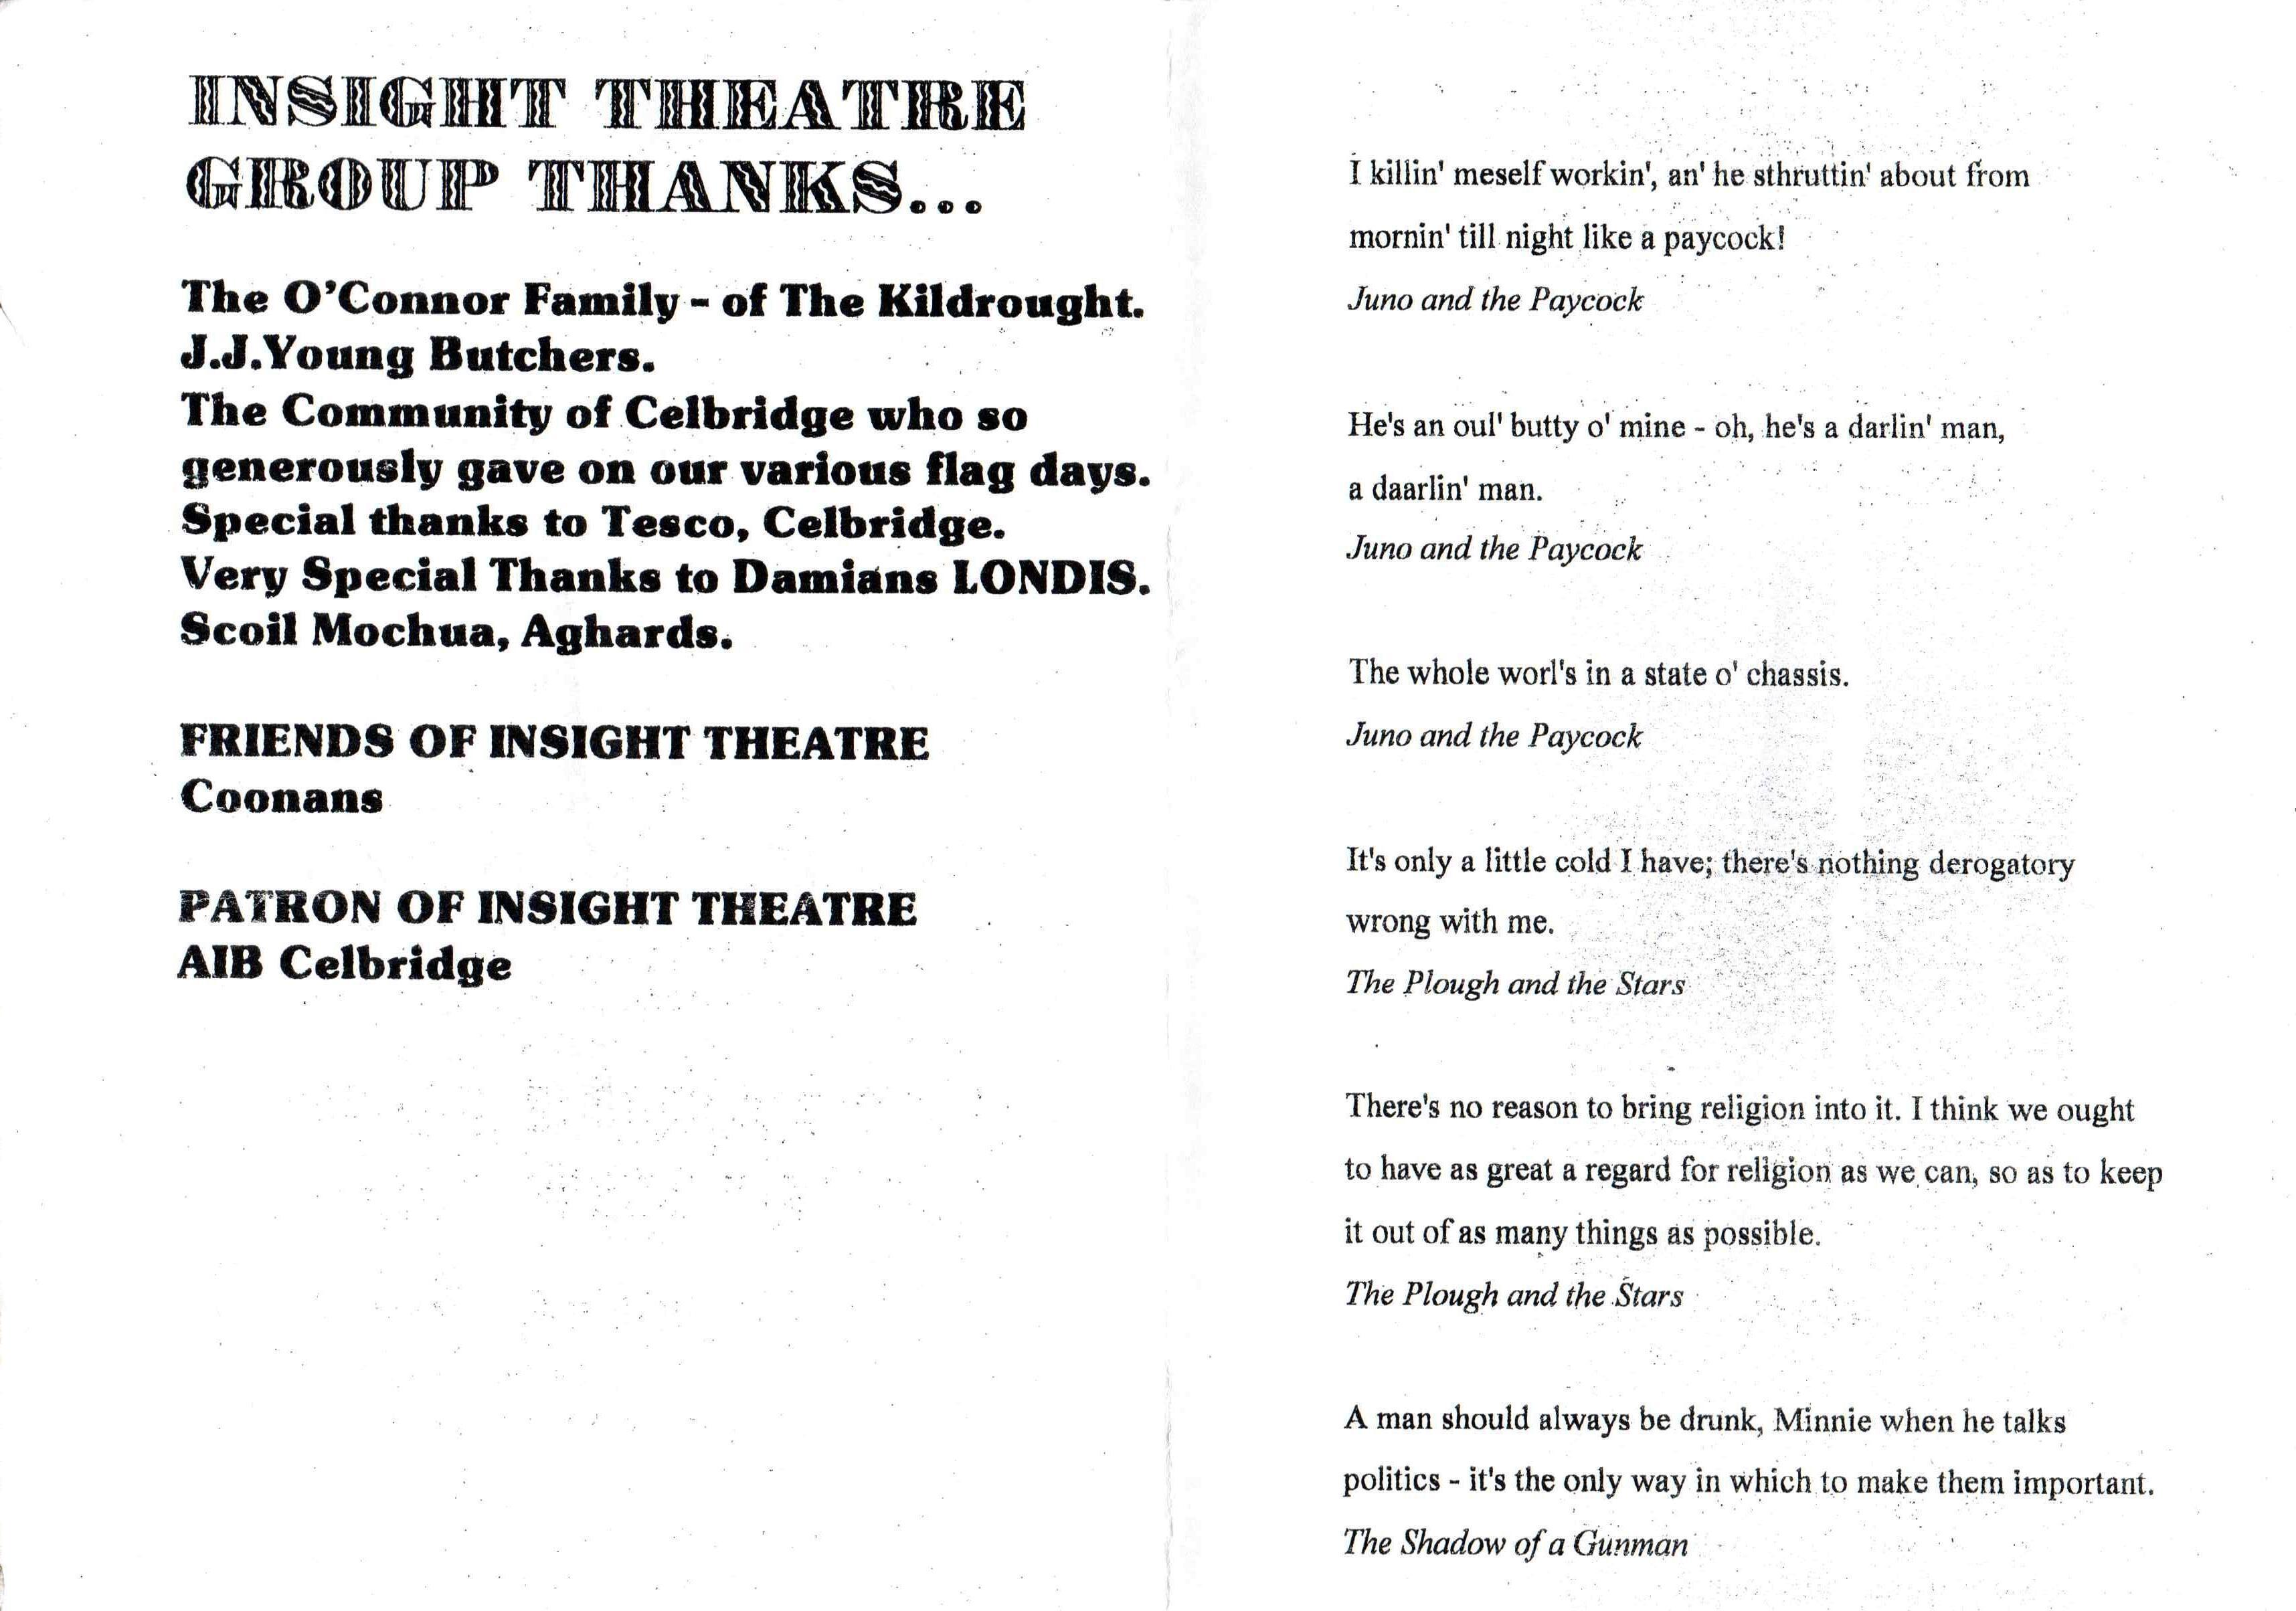 INSIGHT THEATRE
GROUP THANKS...
The O'Connor Family - of The Kildrought.
J.J.Young Butchers.
The Community of Celbridge who so
generously gave on our various flag days.
Special thanks to Tesco, Celbridge.
Very Special Thanks to Damians LONDIS.
Scoil Mochua, Aghards.
FRIENDS OF INSIGHT THEATRE
Coonans
PATRON OF INSIGHT THEATRE
AIB Celbridge
I killin' meself workin', an' he sthruttin' about from
mornin' till night like a paycock!
Juno and the Paycock
He's an oul' butty o' mine - oh, he's a darlin' man,
a daarlin' man.
Juno and the Paycock
The whole worl's in a state o' chassis.
Juno and the Paycock
It's only a little cold I have; there's nothing derogatory
wrong with me.
The Plough and the Stars
There's no reason to bring religion into it. I think we ought
to have as great a regard for religion as we can, so as to keep
it out of as many things as possible.
The Plough and the Stars
A man should always be drunk, Minnie when he talks
politics - it's the only way in which to make them important.
The Shadow of a Gunman